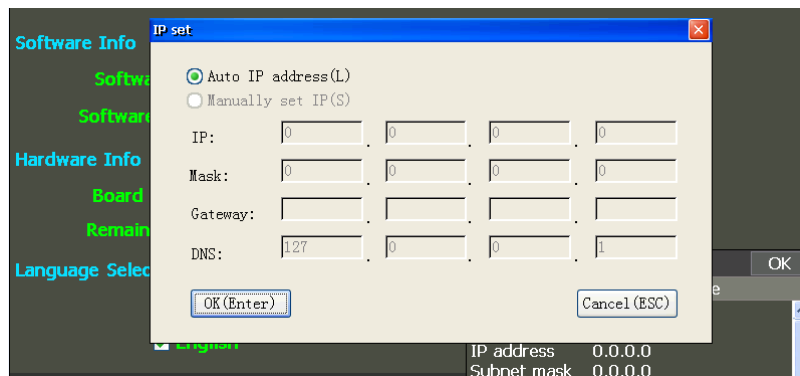 IP set
Software Info
Auto IP address(L)
Manually set IP(S)
IP: 0 . 0 . 0 . 0
Hardware Info
Mask: 0 . 0 . 0 . 0
Board
Gateway: . . .
Remain
DNS: 127 . 0 . 0 . 1
OK
Language Selec
OK(Enter)
Cancel(ESC)
English
IP address 0.0.0.0
Subnet mask 0.0.0.0